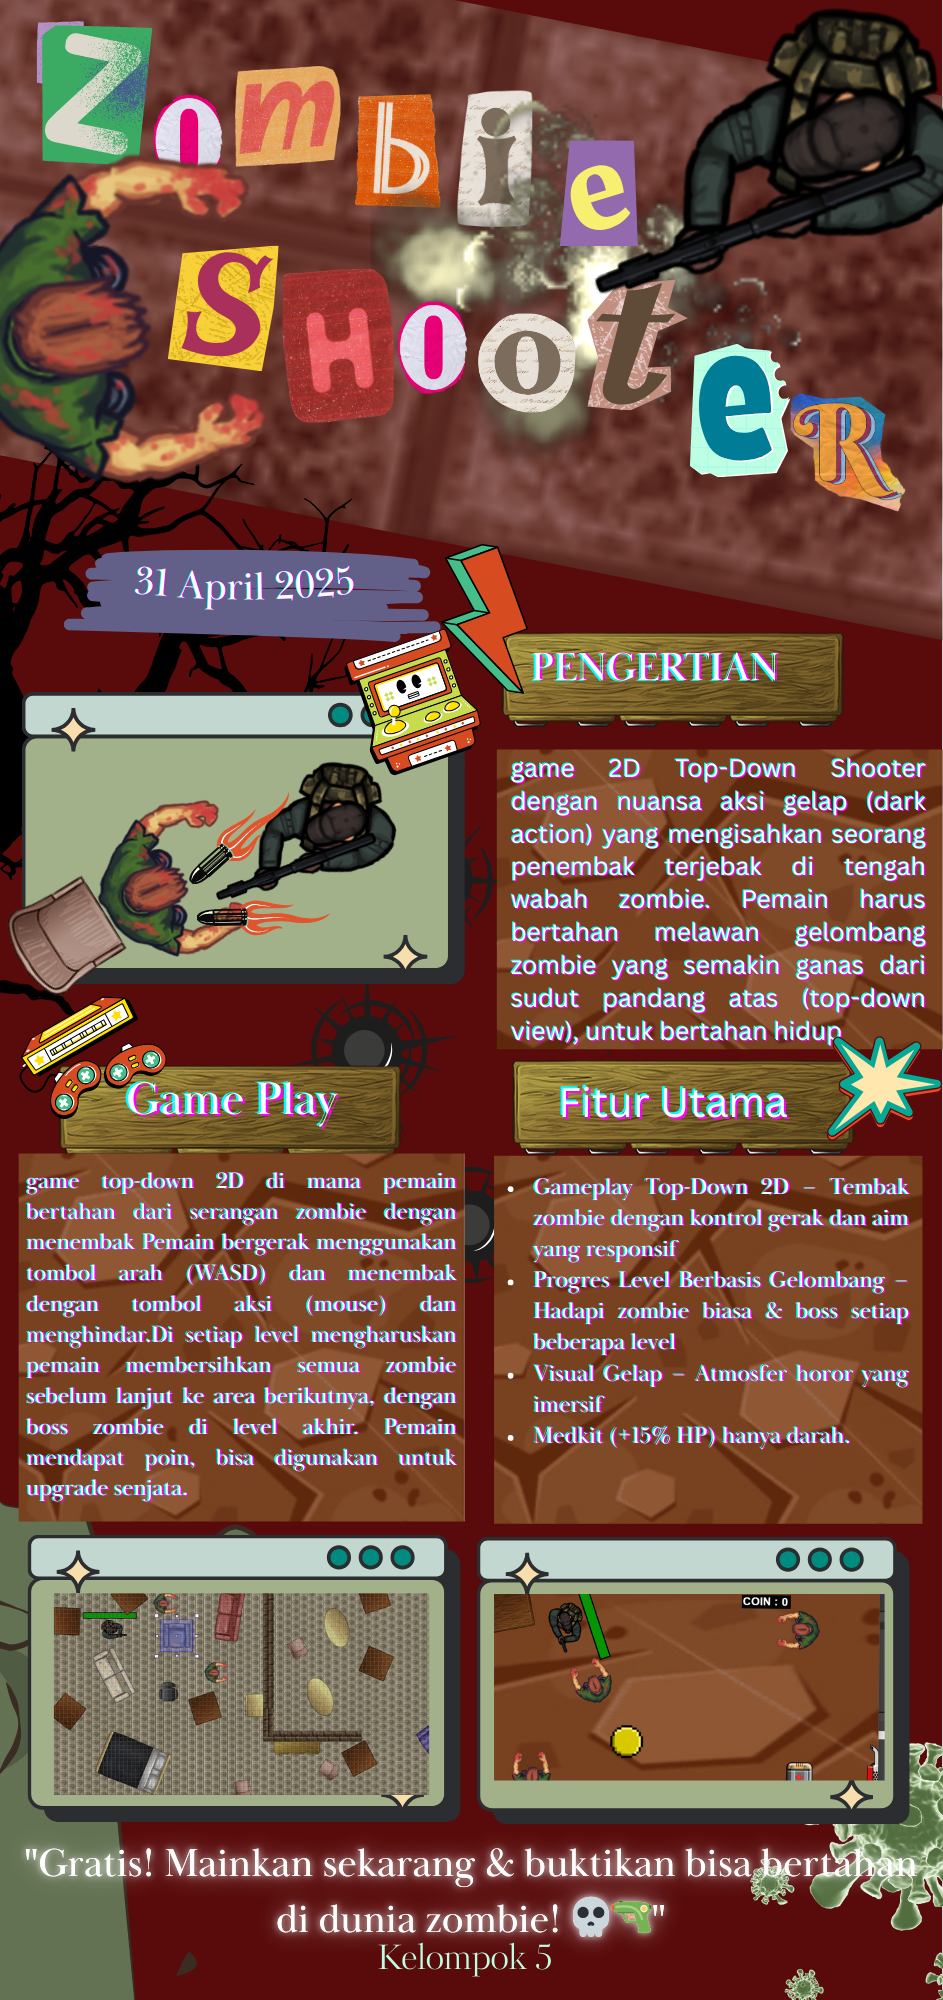 Zombie
SHooteR
31 April 2025
PENGERTIAN
game 2D Top-Down Shooter
dengan nuansa aksi gelap (dark
action) yang mengisahkan seorang
penembak terjebak di tengah
wabah zombie. Pemain harus
bertahan melawan gelombang
zombie yang semakin ganas dari
sudut pandang atas (top-down
view), untuk bertahan hidup
Game Play
game top-down 2D di mana pemain
bertahan dari serangan zombie dengan
menembak Pemain bergerak menggunakan
tombol arah (WASD) dan menembak
dengan tombol aksi (mouse) dan
menghindar.Di setiap level mengharuskan
pemain membersihkan semua zombie
sebelum lanjut ke area berikutnya, dengan
boss zombie di level akhir. Pemain
mendapat poin, bisa digunakan untuk
upgrade senjata.
Fitur Utama
• Gameplay Top-Down 2D – Tembak
zombie dengan kontrol gerak dan aim
yang responsif
• Progres Level Berbasis Gelombang –
Hadapi zombie biasa & boss setiap
beberapa level
• Visual Gelap – Atmosfer horor yang
imersif
• Medkit (+15% HP) hanya darah.
COIN : 0
"Gratis! Mainkan sekarang & buktikan bisa bertahan
di dunia zombie! 💀🔫"
Kelompok 5